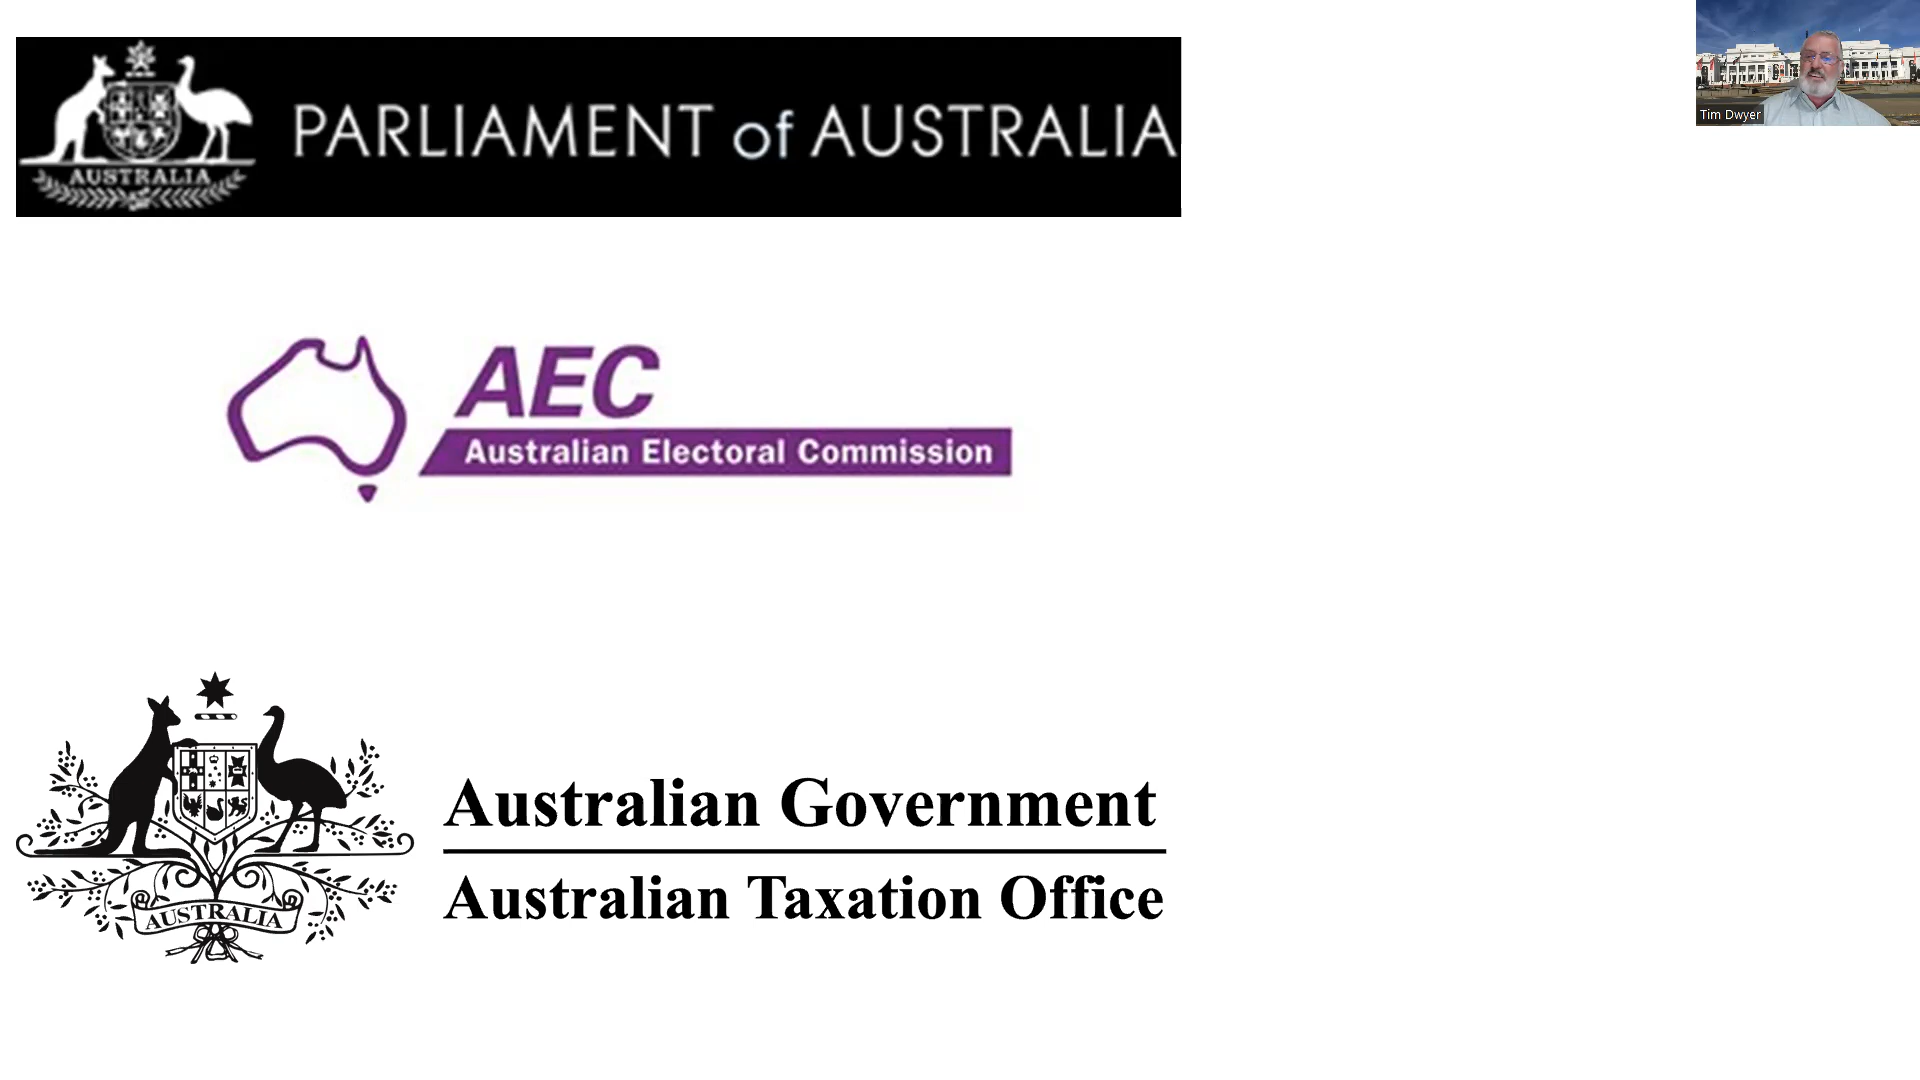 PARLIAMENT of AUSTRALIA
AUSTRALIA
Tim Dwyer
AEC
Australian Electoral Commission
Australian Government
Australian Taxation Office
AUSTRALIA